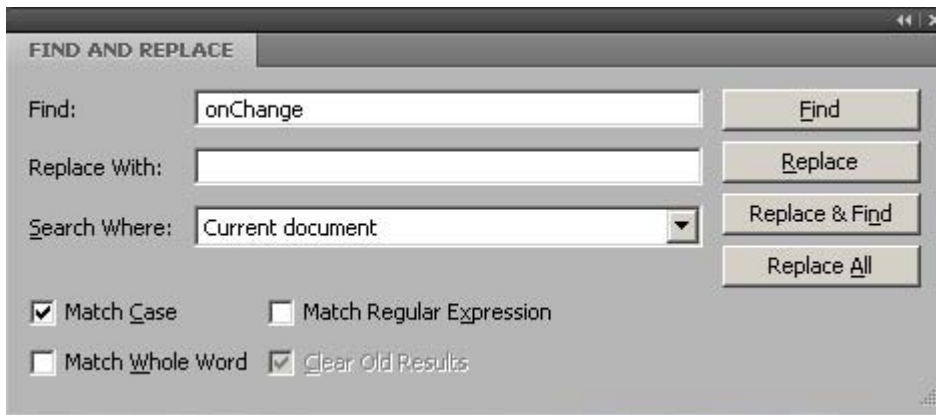 FIND AND REPLACE
Find: onChange Find
Replace With: Replace
Search Where: Current document Replace & Find
Replace All
Match Case Match Regular Expression
Match Whole Word Clear Old Results